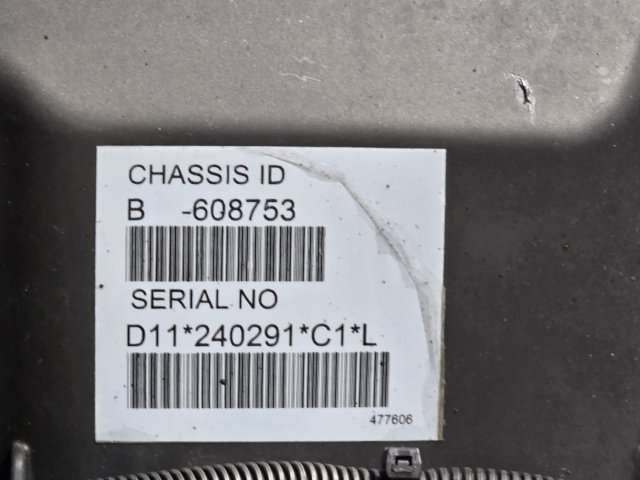 CHASSIS ID
B -608753
SERIAL NO
D11*240291*C1*L
477606